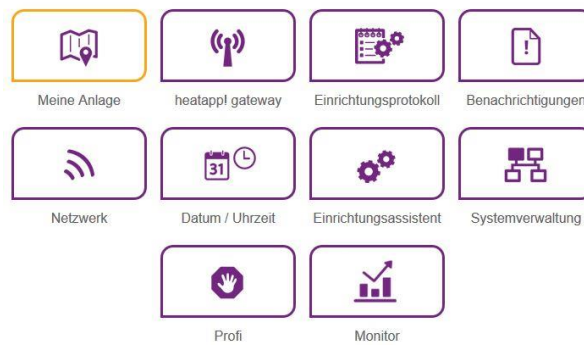 Meine Anlage
heatapp! gateway
Einrichtungsprotokoll
Benachrichtigungen
Netzwerk
31
Datum / Uhrzeit
Einrichtungsassistent
Systemverwaltung
Profi
Monitor